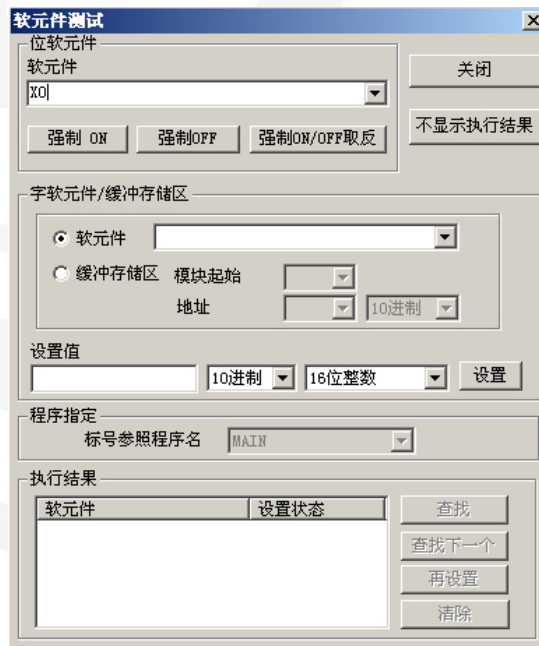 软元件测试
位软元件
软元件
关闭
X0
强制 ON 强制OFF 强制ON/OFF取反
不显示执行结果
字软元件/缓冲存储区
软元件
缓冲存储区 模块起始
地址 10进制
设置值
10进制 16位整数 设置
程序指定
标号参照程序名 MAIN
执行结果
软元件 设置状态
查找
查找下一个
再设置
清除